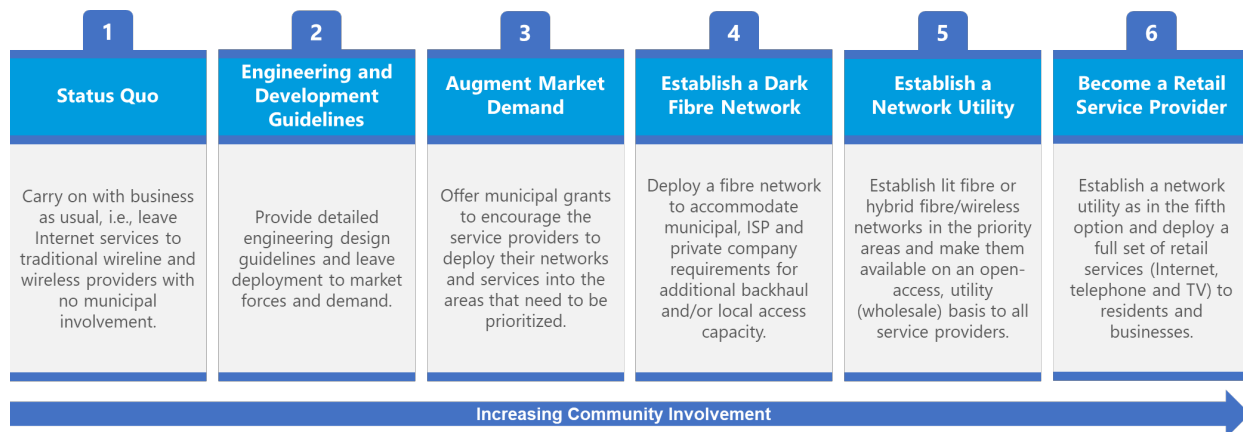 1
Status Quo
Carry on with business
as usual, i.e., leave
Internet services to
traditional wireline and
wireless providers with
no municipal
involvement.
2
Engineering and
Development
Guidelines
Provide detailed
engineering design
guidelines and leave
deployment to market
forces and demand.
3
Augment Market
Demand
Offer municipal grants
to encourage the
service providers to
deploy their networks
and services into the
areas that need to be
prioritized.
4
Establish a Dark
Fibre Network
Deploy a fibre network
to accommodate
municipal, ISP and
private company
requirements for
additional backhaul
and/or local access
capacity.
5
Establish a
Network Utility
Establish lit fibre or
hybrid fibre/wireless
networks in the priority
areas and make them
available on an open-
access, utility
(wholesale) basis to all
service providers.
6
Become a Retail
Service Provider
Establish a network
utility as in the fifth
option and deploy a
full set of retail
services (Internet,
telephone and TV) to
residents and
businesses.
Increasing Community Involvement